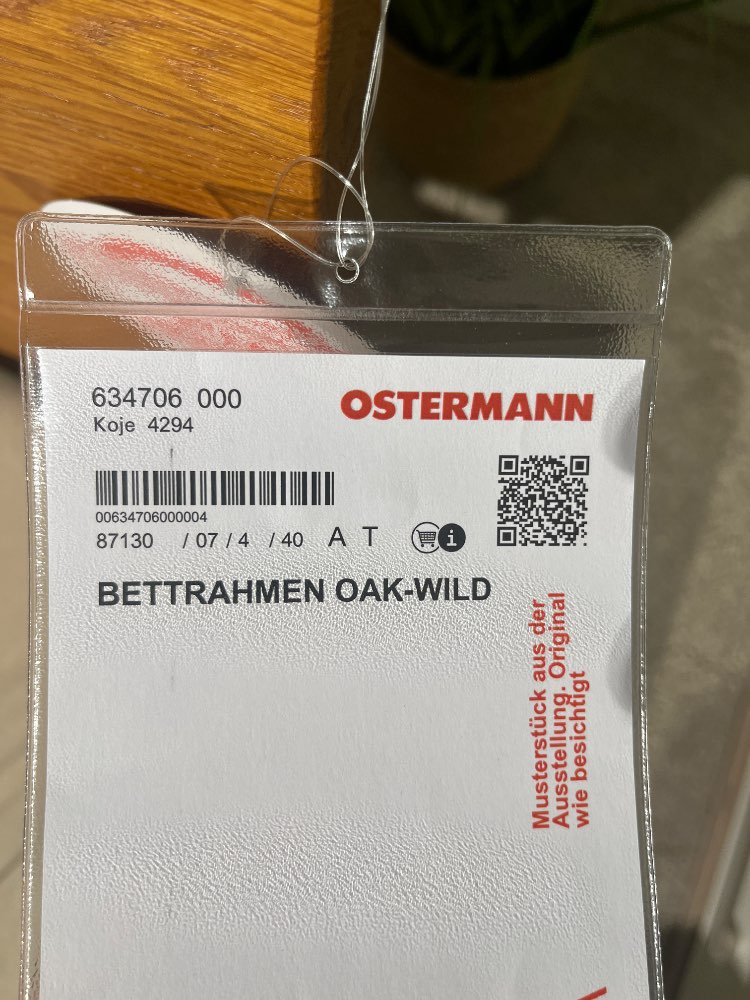 634706 000
OSTERMANN
Koje 4294
00634706000004
87130 / 07 / 4 / 40 A T
i
BETTRAHMEN OAK-WILD
Musterstück aus der
Ausstellung. Original
wie besichtigt